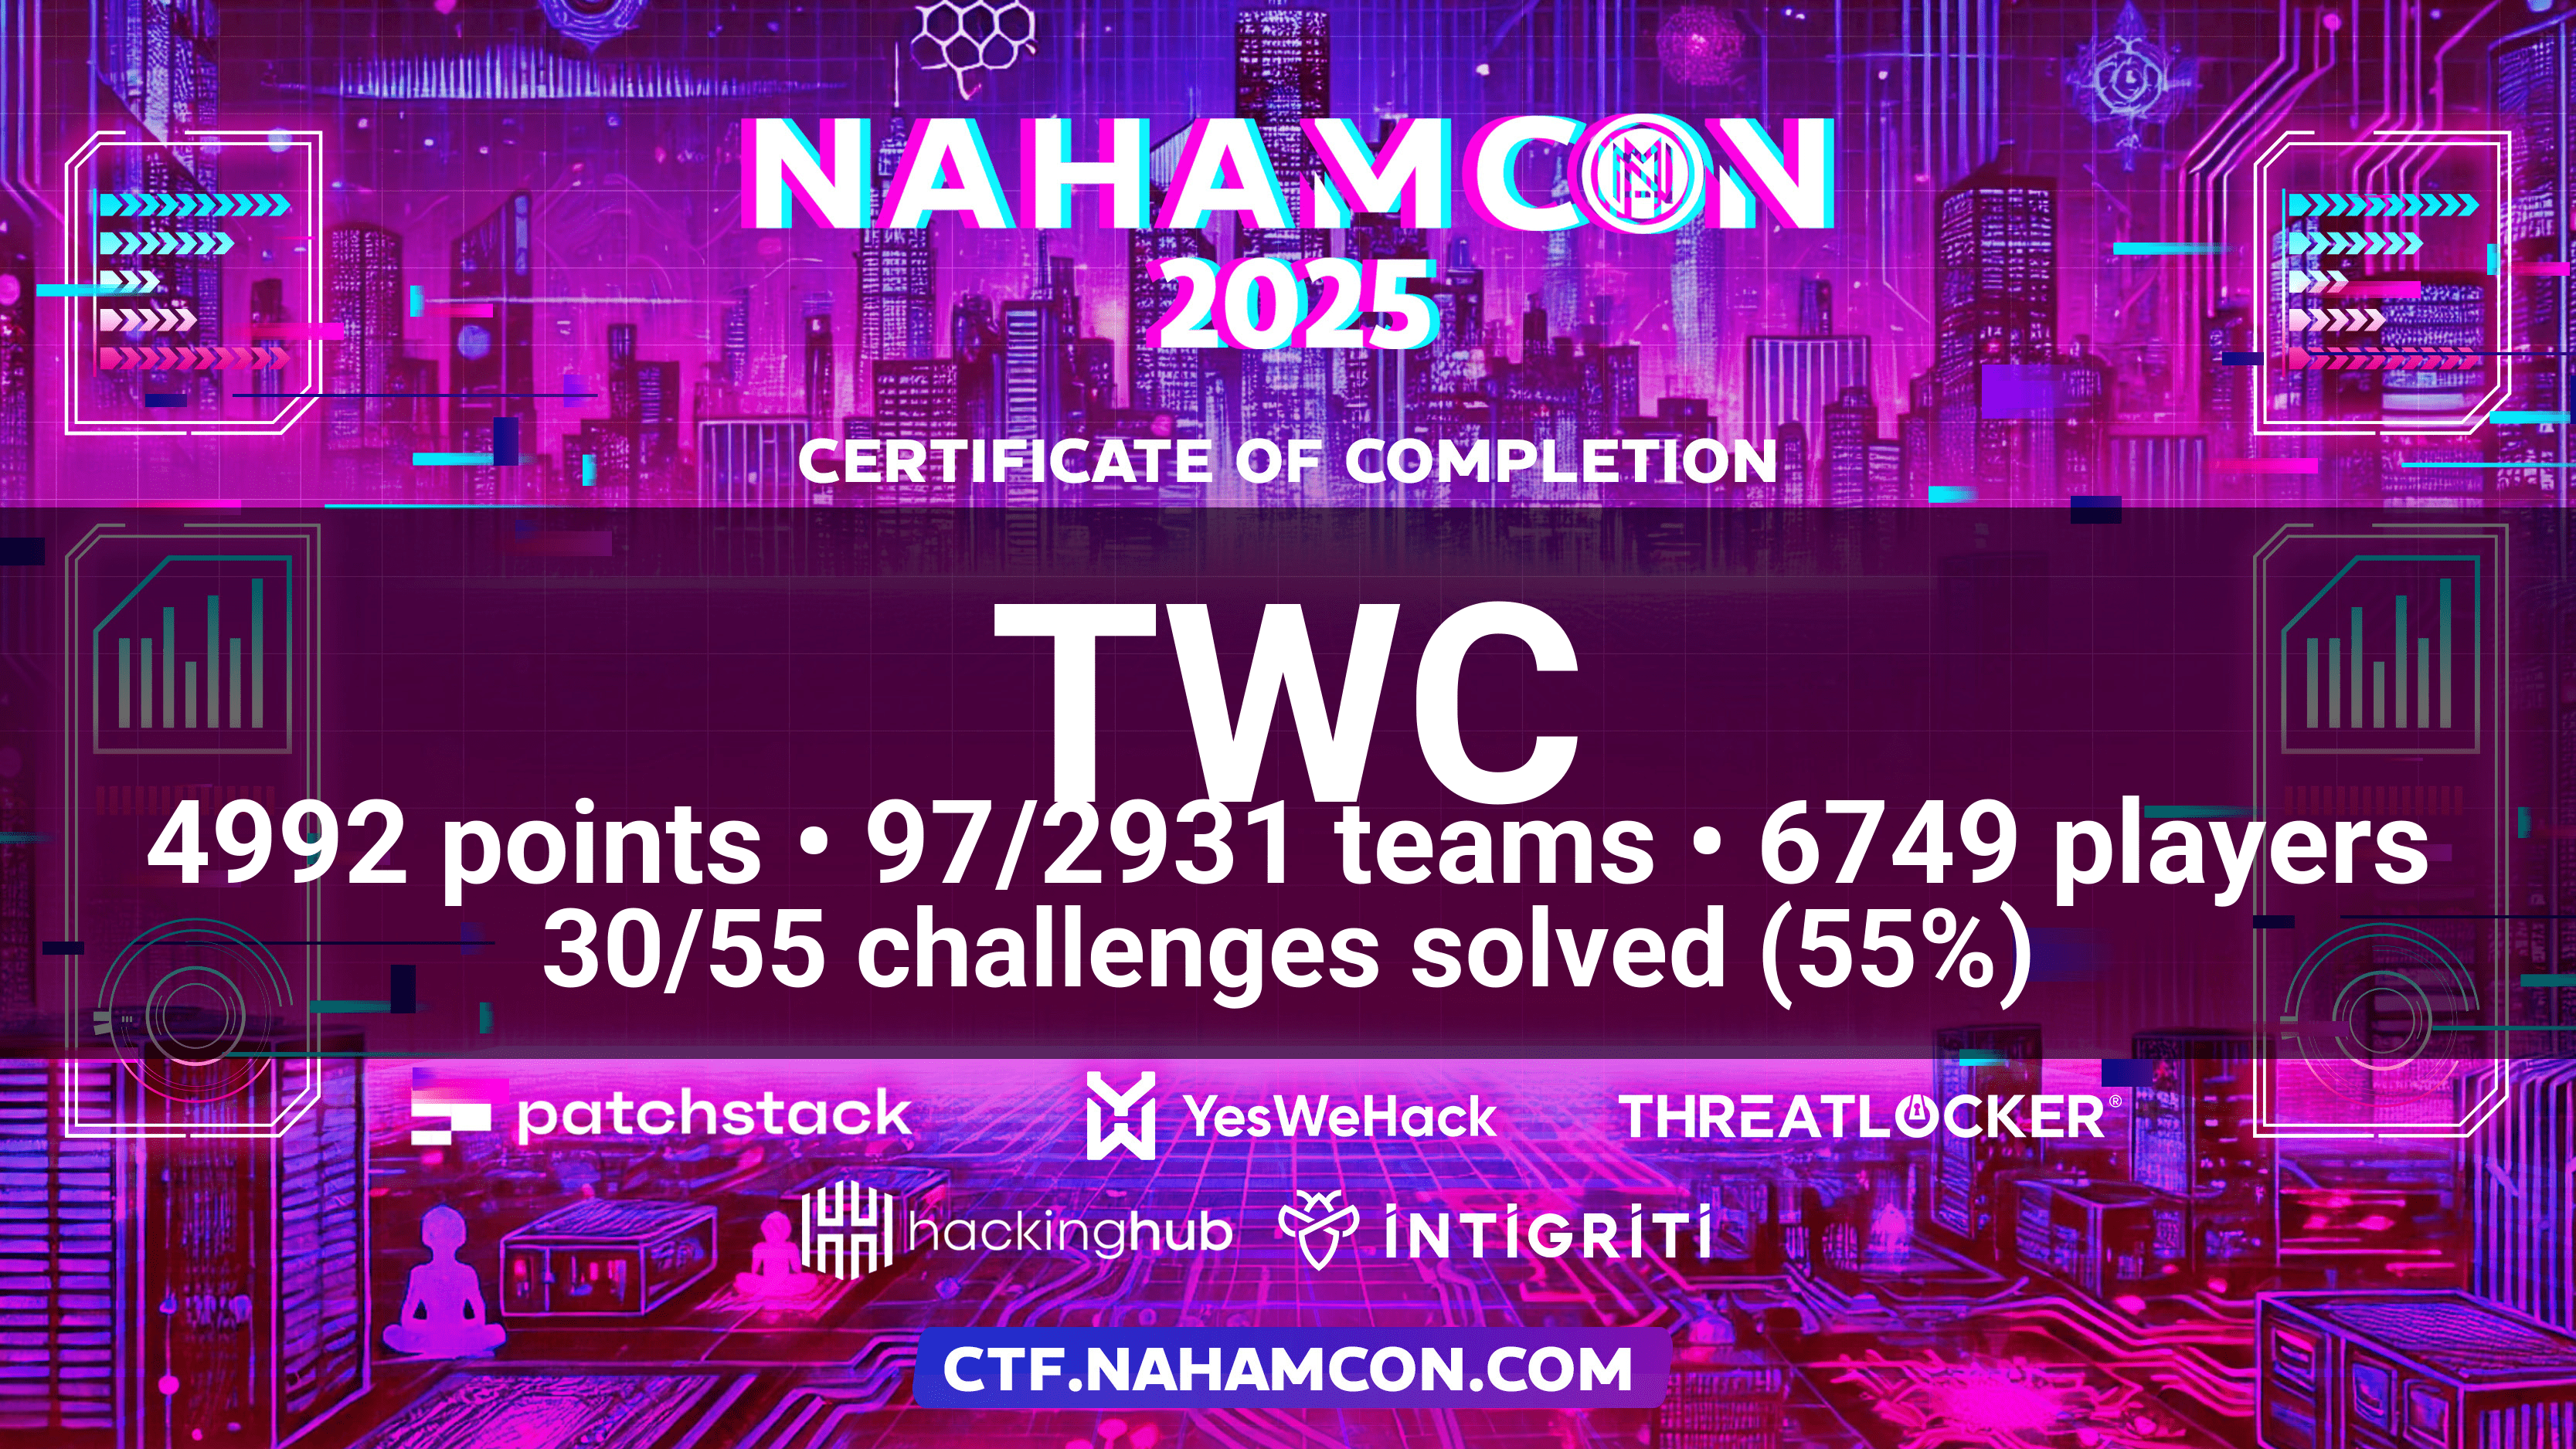 NAHAMCON
2025
CERTIFICATE OF COMPLETION
TWC
4992 points • 97/2931 teams • 6749 players
30/55 challenges solved (55%)
patchstack YesWeHack THREATLOCKER®
hackinghub INTIGRITI
CTF.NAHAMCON.COM